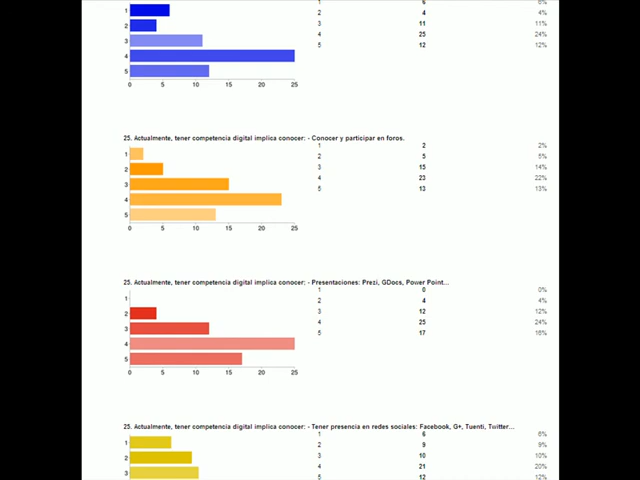 1 6 6%
1
2 4 4%
2
3 11 11%
3
4 25 24%
4
5 12 12%
5
0 5 10 15 20 25
25. Actualmente, tener competencia digital implica conocer: - Conocer y participar en foros.
1 2 2%
1
2 5 5%
2
3 15 14%
3
4 23 22%
4
5 13 13%
5
0 5 10 15 20 25
25. Actualmente, tener competencia digital implica conocer: - Presentaciones: Prezi, GDocs, Power Point...
1 0 0%
1
2 4 4%
2
3 12 12%
3
4 25 24%
4
5 17 16%
5
0 5 10 15 20 25
25. Actualmente, tener competencia digital implica conocer: - Tener presencia en redes sociales: Facebook, G+, Tuenti, Twitter...
1 6 6%
1
2 9 9%
2
3 10 10%
3
4 21 20%
5 12 12%